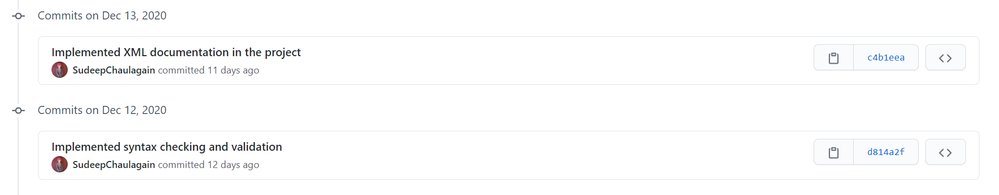 Commits on Dec 13, 2020
Implemented XML documentation in the project
SudeepChaulagain committed 11 days ago
c4b1eea
Commits on Dec 12, 2020
Implemented syntax checking and validation
SudeepChaulagain committed 12 days ago
d814a2f